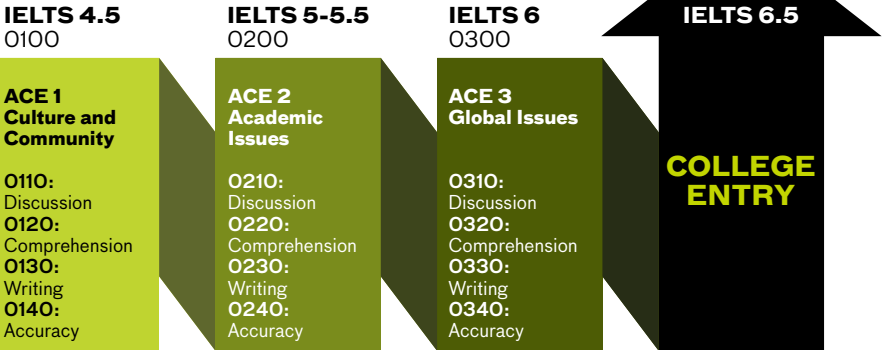 IELTS 4.5
0100
ACE 1
Culture and
Community
0110:
Discussion
0120:
Comprehension
0130:
Writing
0140:
Accuracy
IELTS 5-5.5
0200
ACE 2
Academic
Issues
0210:
Discussion
0220:
Comprehension
0230:
Writing
0240:
Accuracy
IELTS 6
0300
ACE 3
Global Issues
0310:
Discussion
0320:
Comprehension
0330:
Writing
0340:
Accuracy
IELTS 6.5
COLLEGE
ENTRY